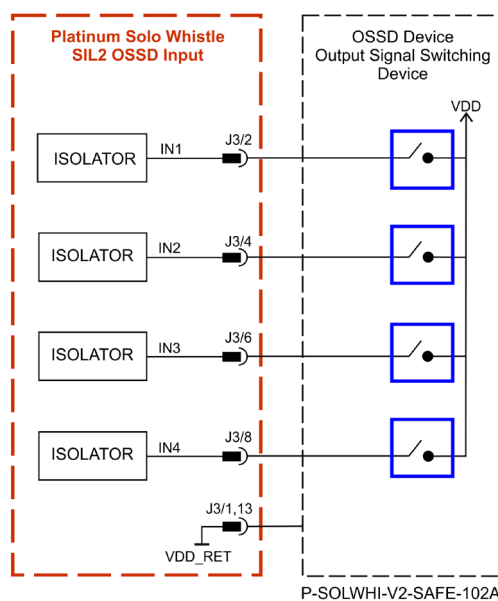 Platinum Solo Whistle
SIL2 OSSD Input
OSSD Device
Output Signal Switching
Device
VDD
ISOLATOR
IN1
J3/2
ISOLATOR
IN2
J3/4
ISOLATOR
IN3
J3/6
ISOLATOR
IN4
J3/8
J3/1,13
VDD_RET
P-SOLWHI-V2-SAFE-102A